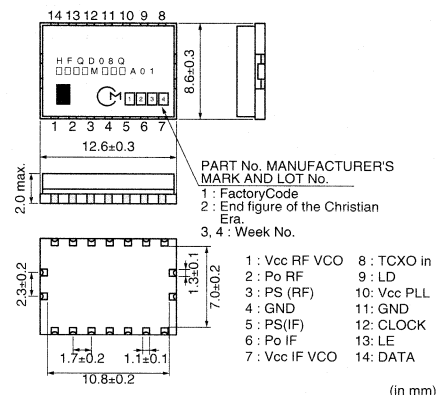 14 13 12 11 10 9 8
HFQD08Q
□□□□M□□□A01
M
1 2 3 4
1 2 3 4 5 6 7
8.6±0.3
12.6±0.3
2.0 max.
PART No. MANUFACTURER'S
MARK AND LOT No.
1 : FactoryCode
2 : End figure of the Christian
Era.
3, 4 : Week No.
2.3±0.2
1.3±0.1
7.0±0.2
1.7±0.2
1.1±0.1
10.8±0.2
1 : Vcc RF VCO 8 : TCXO in
2 : Po RF 9 : LD
3 : PS (RF) 10: Vcc PLL
4 : GND 11: GND
5 : PS(IF) 12: CLOCK
6 : Po IF 13: LE
7 : Vcc IF VCO 14: DATA
(in mm)